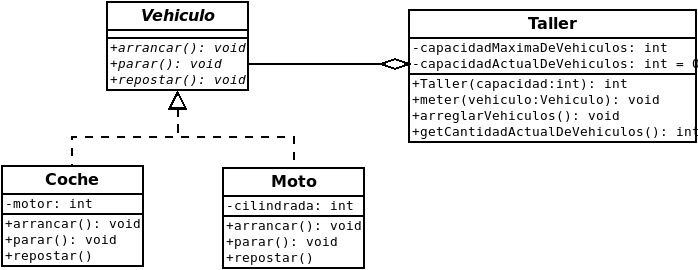 Vehiculo
+arrancar(): void
+parar(): void
+repostar(): void
Taller
-capacidadMaximaDeVehiculos: int
-capacidadActualDeVehiculos: int = 0
+Taller(capacidad:int): int
+meter(vehiculo:Vehiculo): void
+arreglarVehiculos(): void
+getCantidadActualDeVehiculos(): int
Coche
-motor: int
+arrancar(): void
+parar(): void
+repostar()
Moto
-cilindrada: int
+arrancar(): void
+parar(): void
+repostar()